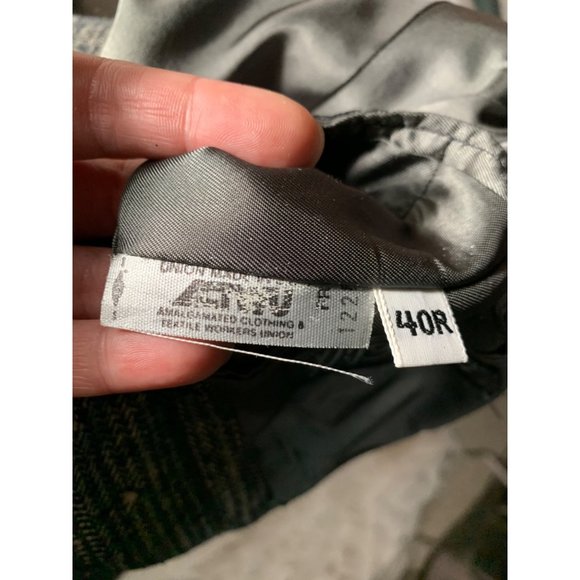 UNION MADE
ACTWU
AMALGAMATED CLOTHING &
TEXTILE WORKERS UNION
122
40R